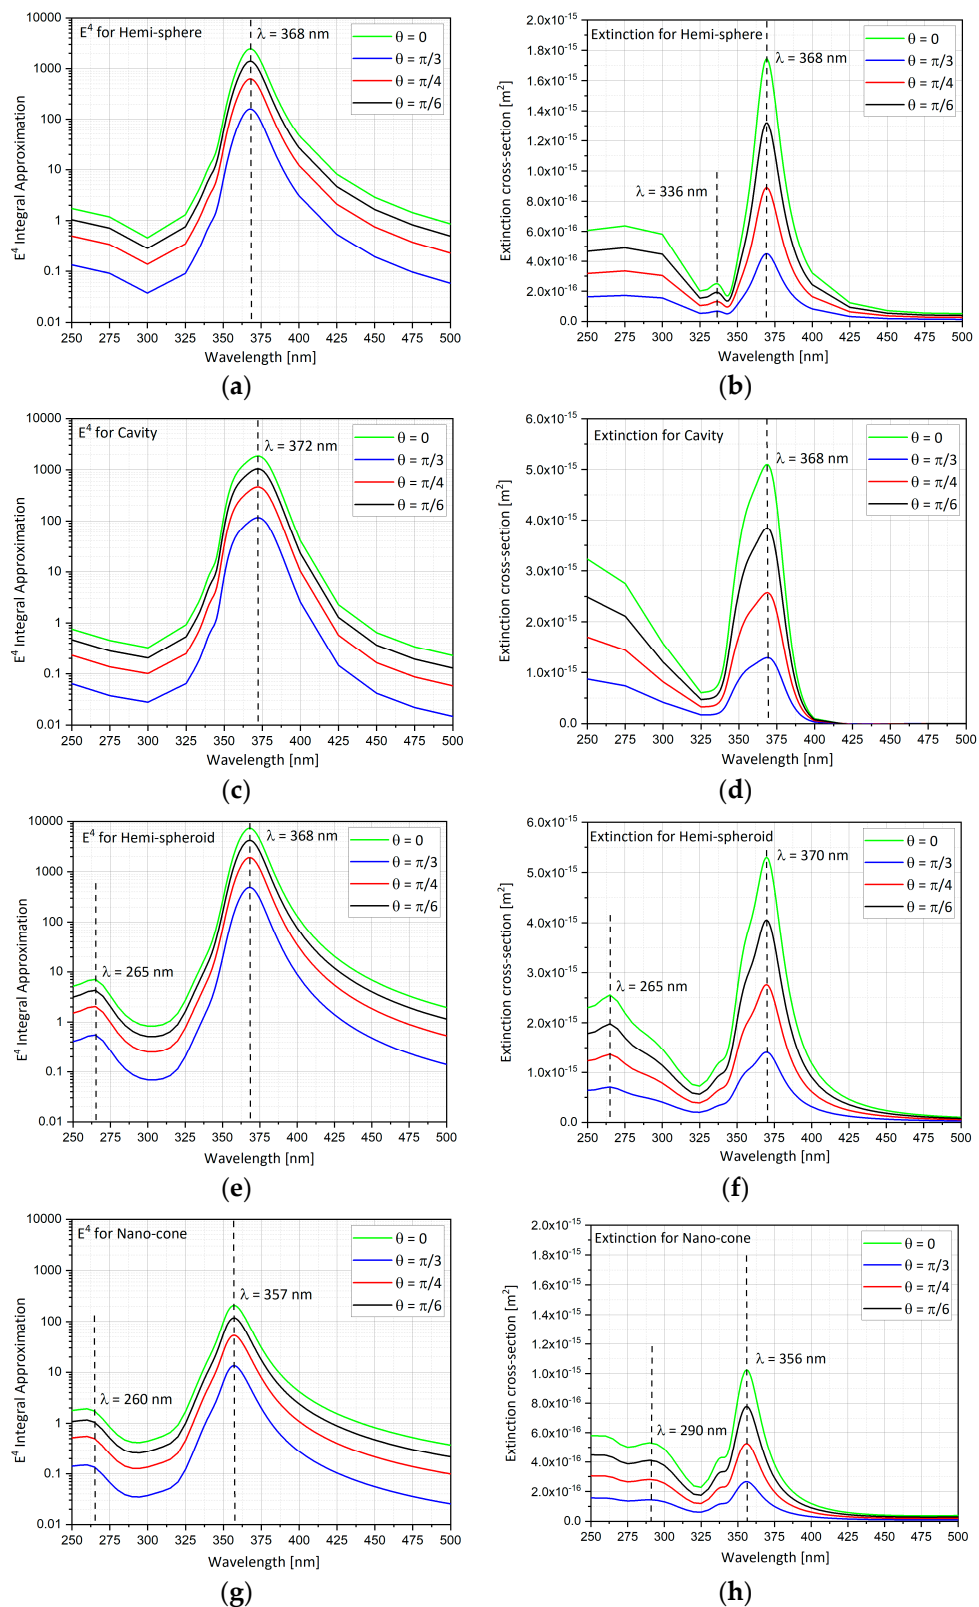 E⁴ for Hemi-sphere
λ = 368 nm
θ = 0
θ = π/3
θ = π/4
θ = π/6
10000
1000
100
10
1
0.1
0.01
E⁴ Integral Approximation
250 275 300 325 350 375 400 425 450 475 500
Wavelength [nm]
(a)
Extinction for Hemi-sphere
λ = 368 nm
λ = 336 nm
θ = 0
θ = π/3
θ = π/4
θ = π/6
2.0x10⁻¹⁵
1.8x10⁻¹⁵
1.6x10⁻¹⁵
1.4x10⁻¹⁵
1.2x10⁻¹⁵
1.0x10⁻¹⁵
8.0x10⁻¹⁶
6.0x10⁻¹⁶
4.0x10⁻¹⁶
2.0x10⁻¹⁶
0.0
Extinction cross-section [m²]
250 275 300 325 350 375 400 425 450 475 500
Wavelength [nm]
(b)
E⁴ for Cavity
λ = 372 nm
θ = 0
θ = π/3
θ = π/4
θ = π/6
10000
1000
100
10
1
0.1
0.01
E⁴ Integral Approximation
250 275 300 325 350 375 400 425 450 475 500
Wavelength [nm]
(c)
Extinction for Cavity
λ = 368 nm
θ = 0
θ = π/3
θ = π/4
θ = π/6
6.0x10⁻¹⁵
5.0x10⁻¹⁵
4.0x10⁻¹⁵
3.0x10⁻¹⁵
2.0x10⁻¹⁵
1.0x10⁻¹⁵
0.0
Extinction cross-section [m²]
250 275 300 325 350 375 400 425 450 475 500
Wavelength [nm]
(d)
E⁴ for Hemi-spheroid
λ = 368 nm
λ = 265 nm
θ = 0
θ = π/3
θ = π/4
θ = π/6
10000
1000
100
10
1
0.1
0.01
E⁴ Integral Approximation
250 275 300 325 350 375 400 425 450 475 500
Wavelength [nm]
(e)
Extinction for Hemi-spheroid
λ = 370 nm
λ = 265 nm
θ = 0
θ = π/3
θ = π/4
θ = π/6
6.0x10⁻¹⁵
5.0x10⁻¹⁵
4.0x10⁻¹⁵
3.0x10⁻¹⁵
2.0x10⁻¹⁵
1.0x10⁻¹⁵
0.0
Extinction cross-section [m²]
250 275 300 325 350 375 400 425 450 475 500
Wavelength [nm]
(f)
E⁴ for Nano-cone
λ = 357 nm
λ = 260 nm
θ = 0
θ = π/3
θ = π/4
θ = π/6
10000
1000
100
10
1
0.1
0.01
E⁴ Integral Approximation
250 275 300 325 350 375 400 425 450 475 500
Wavelength [nm]
(g)
Extinction for Nano-cone
λ = 356 nm
λ = 290 nm
θ = 0
θ = π/3
θ = π/4
θ = π/6
2.0x10⁻¹⁵
1.8x10⁻¹⁵
1.6x10⁻¹⁵
1.4x10⁻¹⁵
1.2x10⁻¹⁵
1.0x10⁻¹⁵
8.0x10⁻¹⁶
6.0x10⁻¹⁶
4.0x10⁻¹⁶
2.0x10⁻¹⁶
0.0
Extinction cross-section [m²]
250 275 300 325 350 375 400 425 450 475 500
Wavelength [nm]
(h)